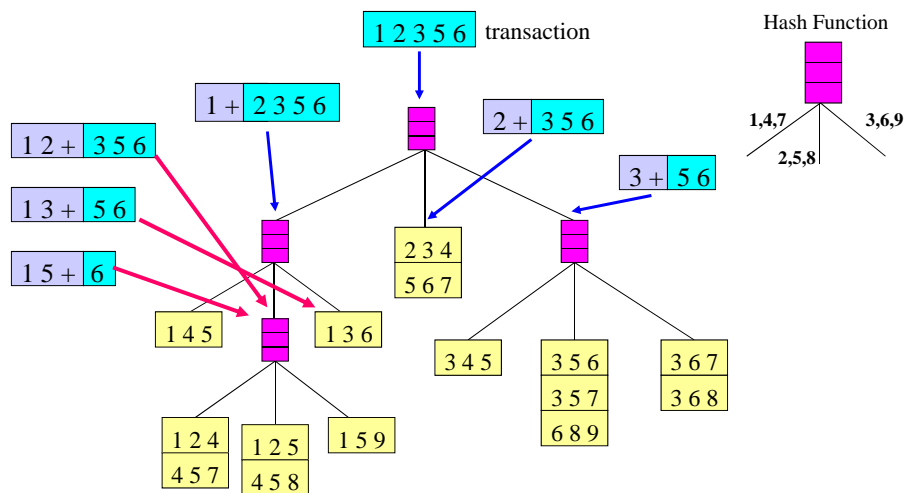 1 2 3 5 6 transaction
Hash Function
1,4,7
2,5,8
3,6,9
1 + 2 3 5 6
2 + 3 5 6
3 + 5 6
1 2 + 3 5 6
1 3 + 5 6
1 5 + 6
2 3 4
5 6 7
1 4 5
1 3 6
3 4 5
3 5 6
3 5 7
6 8 9
3 6 7
3 6 8
1 2 4
4 5 7
1 2 5
4 5 8
1 5 9